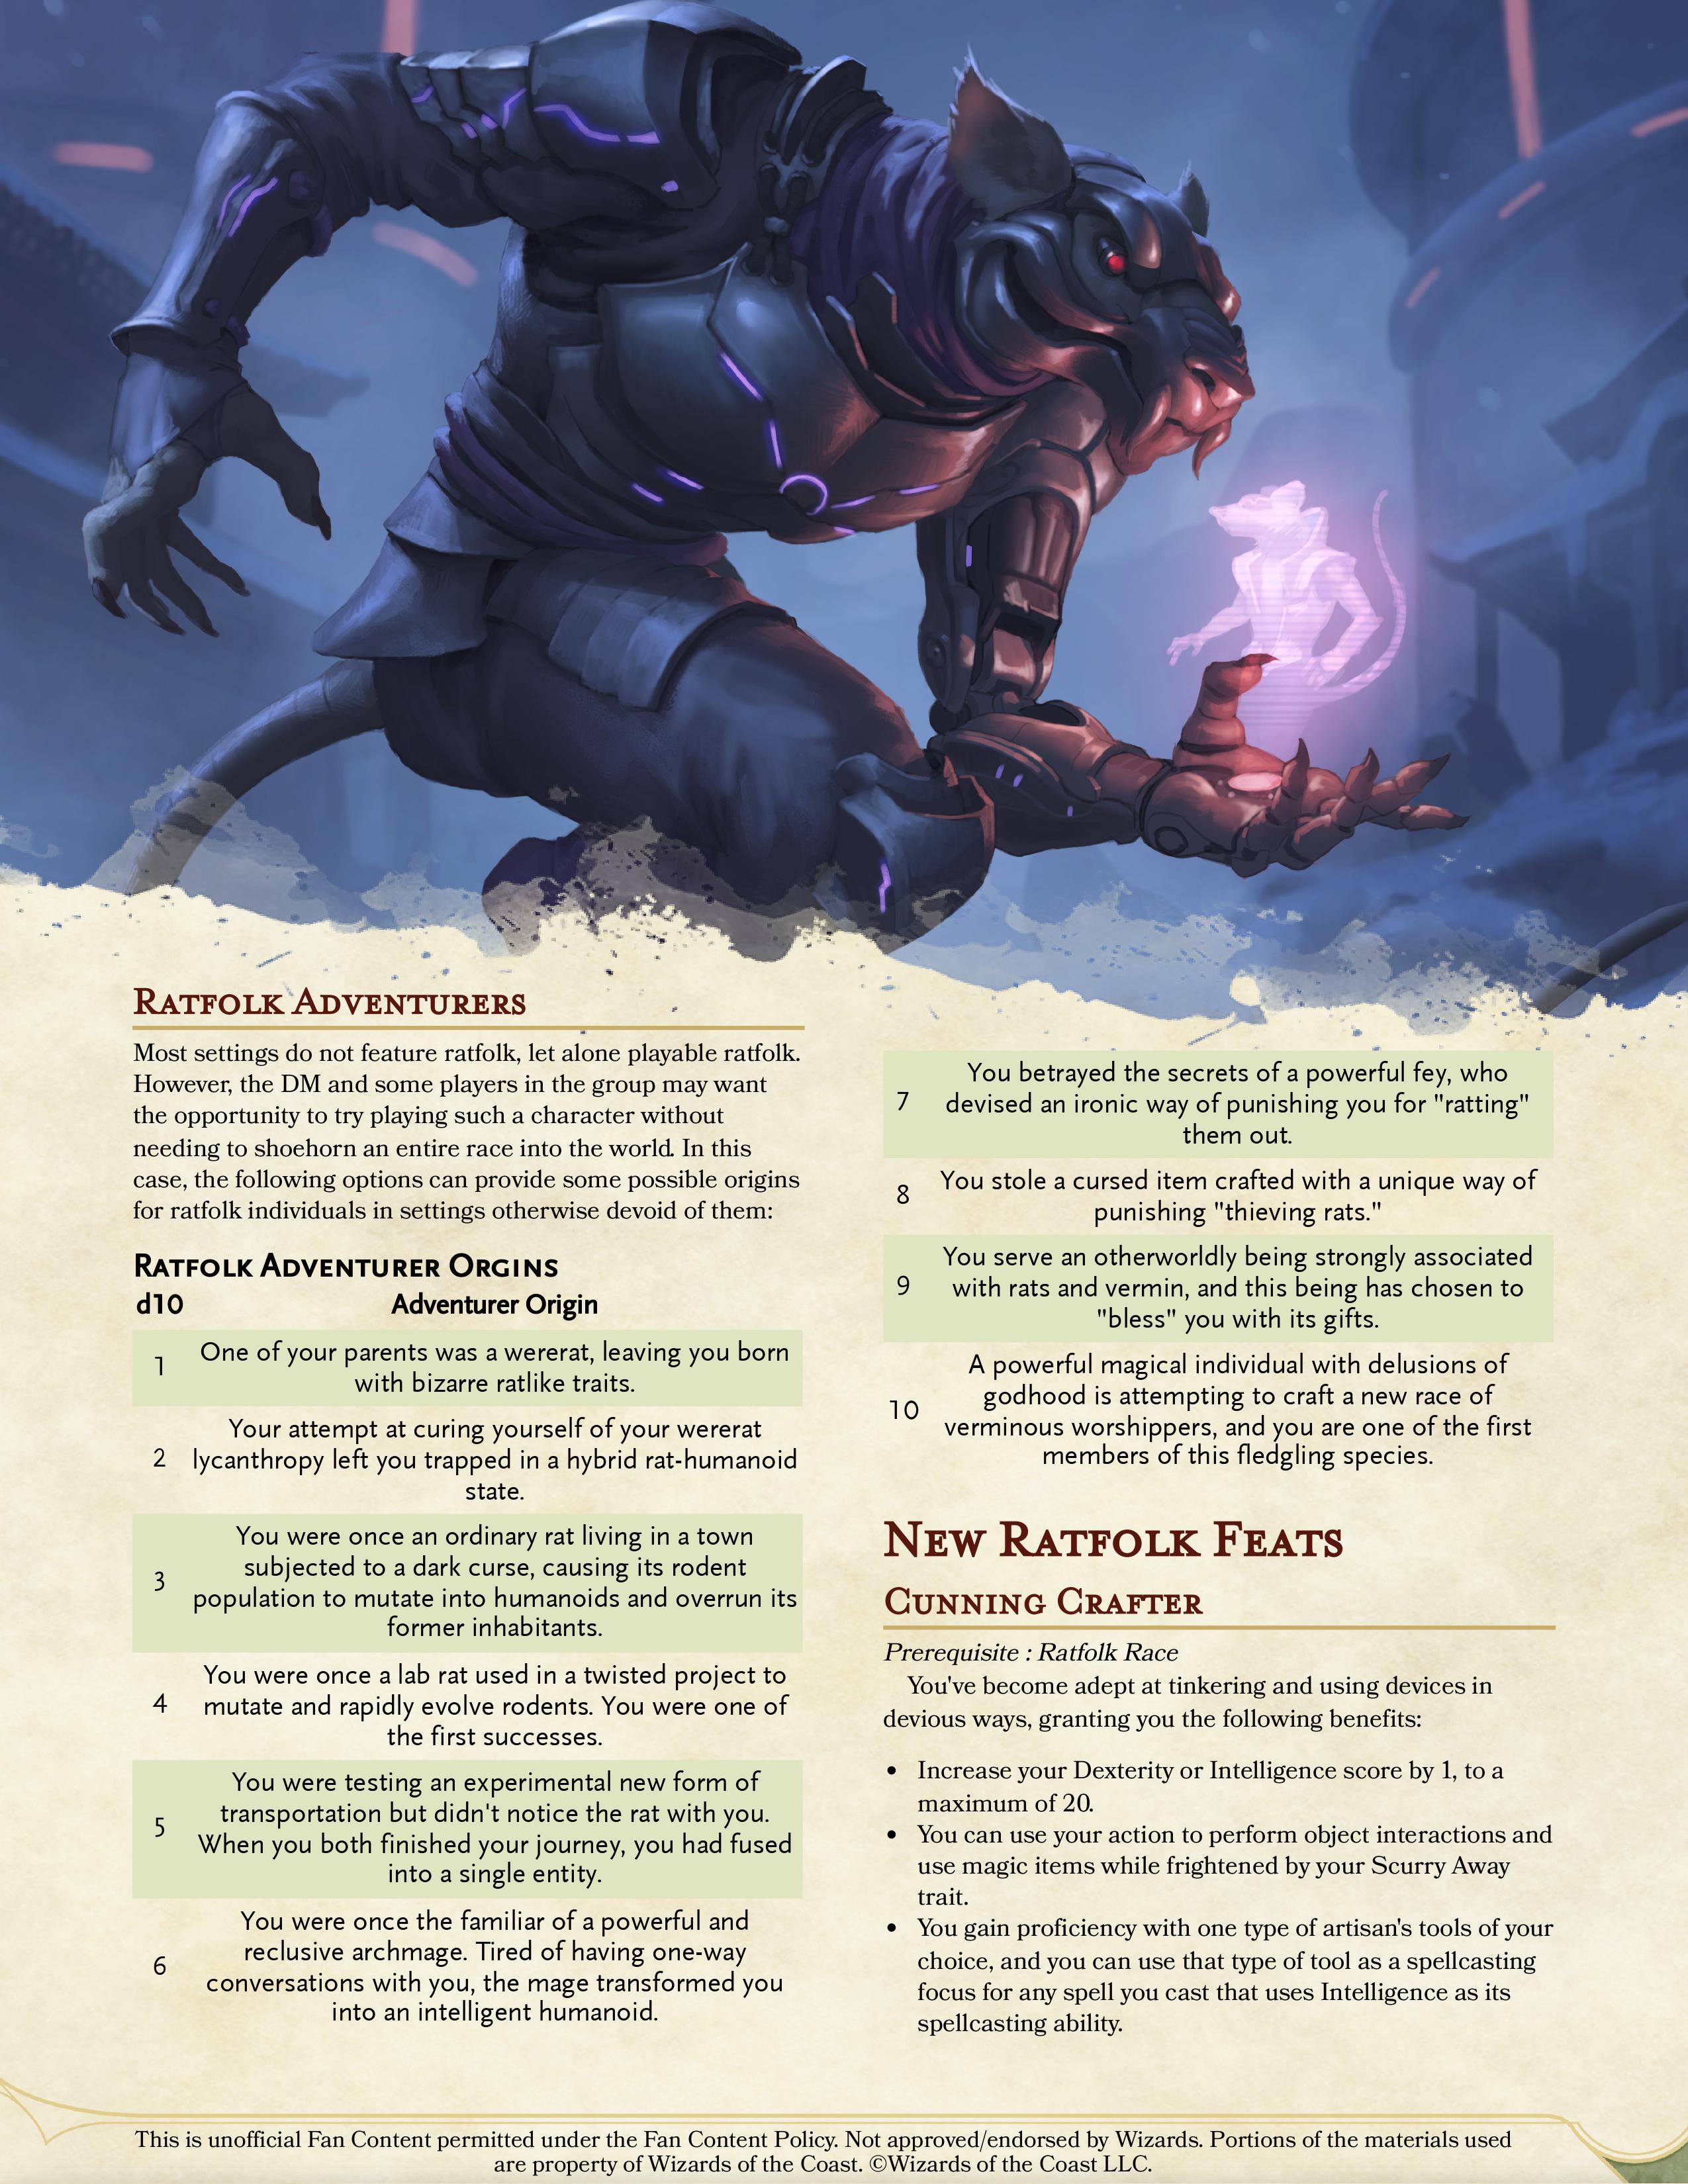 Ratfolk Adventurers
Most settings do not feature ratfolk, let alone playable ratfolk.
However, the DM and some players in the group may want
the opportunity to try playing such a character without
needing to shoehorn an entire race into the world. In this
case, the following options can provide some possible origins
for ratfolk individuals in settings otherwise devoid of them:
Ratfolk Adventurer Orgins
d10 Adventurer Origin
1 One of your parents was a wererat, leaving you born
with bizarre ratlike traits.
2 Your attempt at curing yourself of your wererat
lycanthropy left you trapped in a hybrid rat-humanoid
state.
3 You were once an ordinary rat living in a town
subjected to a dark curse, causing its rodent
population to mutate into humanoids and overrun its
former inhabitants.
4 You were once a lab rat used in a twisted project to
mutate and rapidly evolve rodents. You were one of
the first successes.
5 You were testing an experimental new form of
transportation but didn't notice the rat with you.
When you both finished your journey, you had fused
into a single entity.
6 You were once the familiar of a powerful and
reclusive archmage. Tired of having one-way
conversations with you, the mage transformed you
into an intelligent humanoid.
7 You betrayed the secrets of a powerful fey, who
devised an ironic way of punishing you for "ratting"
them out.
8 You stole a cursed item crafted with a unique way of
punishing "thieving rats."
9 You serve an otherworldly being strongly associated
with rats and vermin, and this being has chosen to
"bless" you with its gifts.
10 A powerful magical individual with delusions of
godhood is attempting to craft a new race of
verminous worshippers, and you are one of the first
members of this fledgling species.
New Ratfolk Feats
Cunning Crafter
Prerequisite : Ratfolk Race
You've become adept at tinkering and using devices in
devious ways, granting you the following benefits:
• Increase your Dexterity or Intelligence score by 1, to a
maximum of 20.
• You can use your action to perform object interactions and
use magic items while frightened by your Scurry Away
trait.
• You gain proficiency with one type of artisan's tools of your
choice, and you can use that type of tool as a spellcasting
focus for any spell you cast that uses Intelligence as its
spellcasting ability.
This is unofficial Fan Content permitted under the Fan Content Policy. Not approved/endorsed by Wizards. Portions of the materials used
are property of Wizards of the Coast. ©Wizards of the Coast LLC.